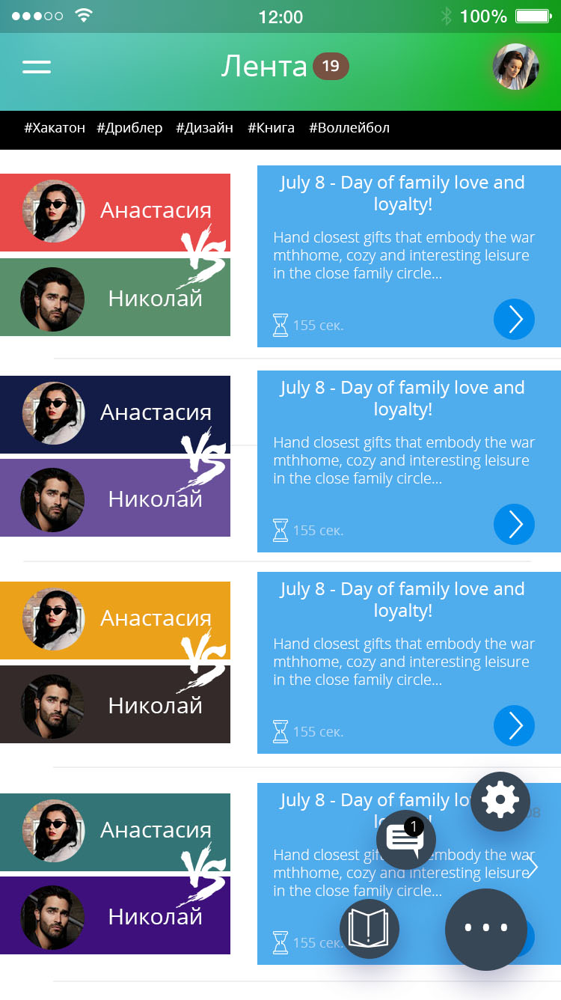 12:00
100%
Лента 19
#Хакатон #Дриблер #Дизайн #Книга #Воллейбол
Анастасия
VS
Николай
July 8 - Day of family love and
loyalty!
Hand closest gifts that embody the war
mthhome, cozy and interesting leisure
in the close family circle...
155 сек.
Анастасия
VS
Николай
July 8 - Day of family love and
loyalty!
Hand closest gifts that embody the war
mthhome, cozy and interesting leisure
in the close family circle...
155 сек.
Анастасия
VS
Николай
July 8 - Day of family love and
loyalty!
Hand closest gifts that embody the war
mthhome, cozy and interesting leisure
in the close family circle...
155 сек.
Анастасия
VS
Николай
July 8 - Day of family
1
Hand closest embody the war
mthhome, cozy and interesting leisure
in the close family circle...
155 сек.